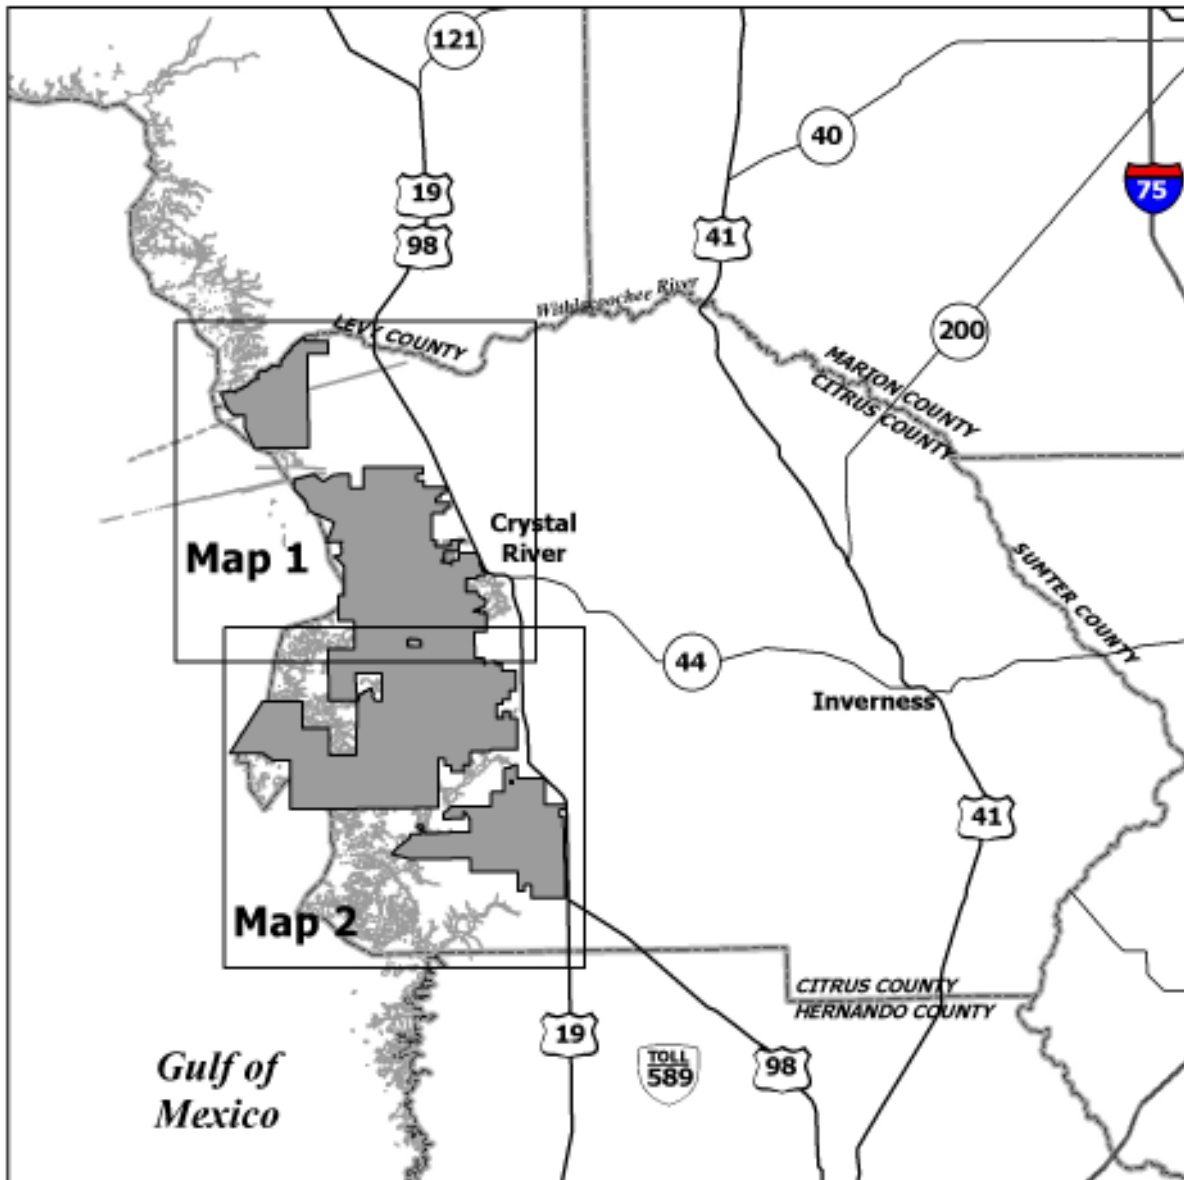 121
40
19
75
98
41
Withlacoochee River
LEVY COUNTY
200
MARION COUNTY
CITRUS COUNTY
Crystal
River
Map 1
SUMTER COUNTY
44
Inverness
41
Map 2
CITRUS COUNTY
HERNANDO COUNTY
19
TOLL
589
98
Gulf of
Mexico